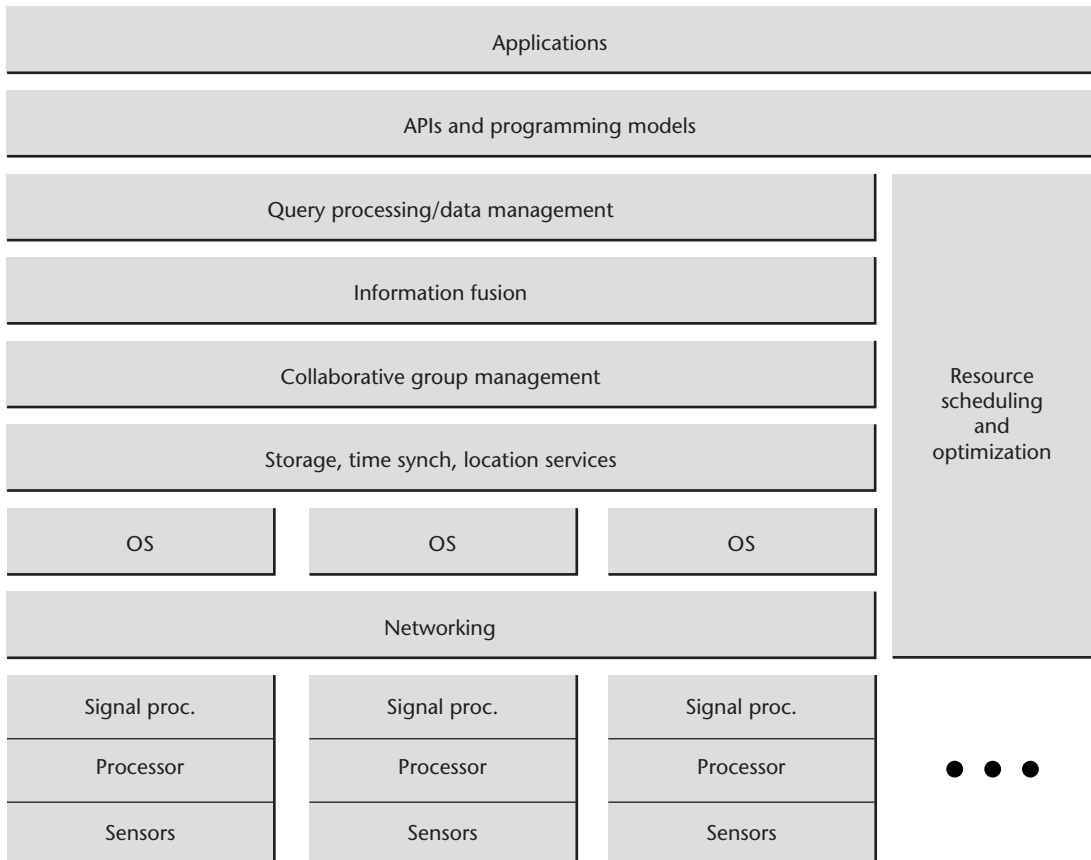 Applications
APIs and programming models
Query processing/data management
Information fusion
Collaborative group management
Storage, time synch, location services
Resource
scheduling
and
optimization
OS
OS
OS
Networking
Signal proc.
Signal proc.
Signal proc.
Processor
Processor
Processor
Sensors
Sensors
Sensors